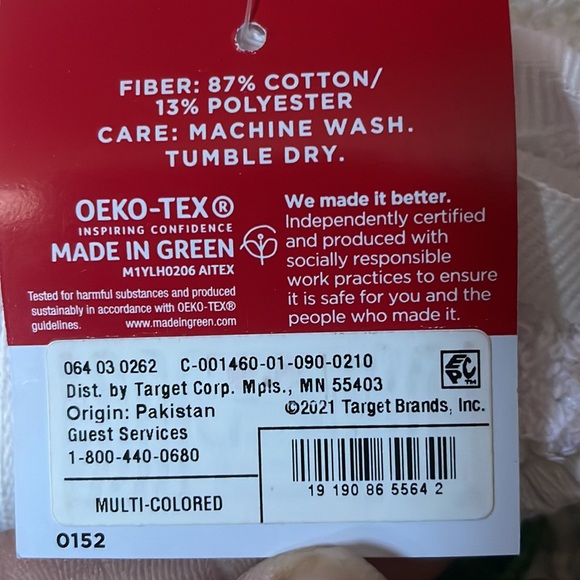 FIBER: 87% COTTON/
13% POLYESTER
CARE: MACHINE WASH.
TUMBLE DRY.
OEKO-TEX®
INSPIRING CONFIDENCE
MADE IN GREEN
M1YLH0206 AITEX
Tested for harmful substances and produced
sustainably in accordance with OEKO-TEX®
guidelines. www.madeingreen.com
We made it better.
Independently certified
and produced with
socially responsible
work practices to ensure
it is safe for you and the
people who made it.
064 03 0262 C-001460-01-090-0210
Dist. by Target Corp. Mpls., MN 55403
Origin: Pakistan ©2021 Target Brands, Inc.
Guest Services
1-800-440-0680
EPC™
MULTI-COLORED
19 190 86 5564 2
0152